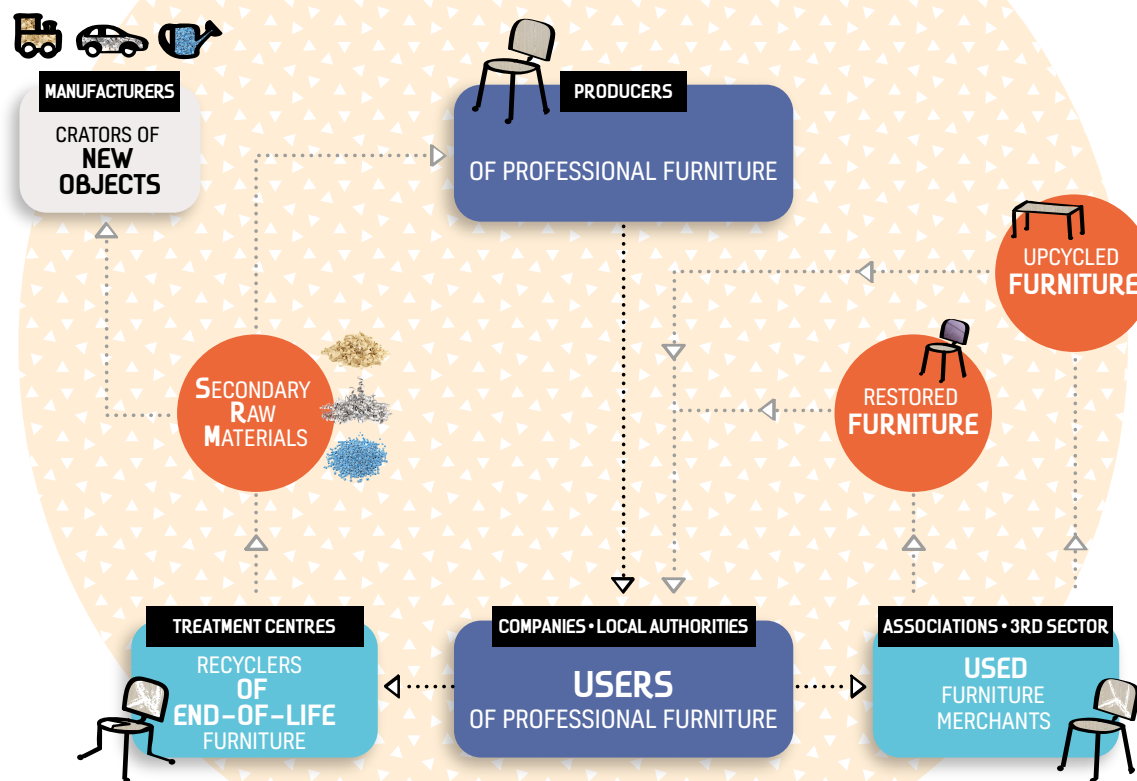 MANUFACTURERS
CRATORS OF
NEW
OBJECTS
PRODUCERS
OF PROFESSIONAL FURNITURE
UPCYCLED
FURNITURE
RESTORED
FURNITURE
SECONDARY
RAW
MATERIALS
TREATMENT CENTRES
RECYCLERS
OF
END-OF-LIFE
FURNITURE
COMPANIES • LOCAL AUTHORITIES
USERS
OF PROFESSIONAL FURNITURE
ASSOCIATIONS • 3RD SECTOR
USED
FURNITURE
MERCHANTS